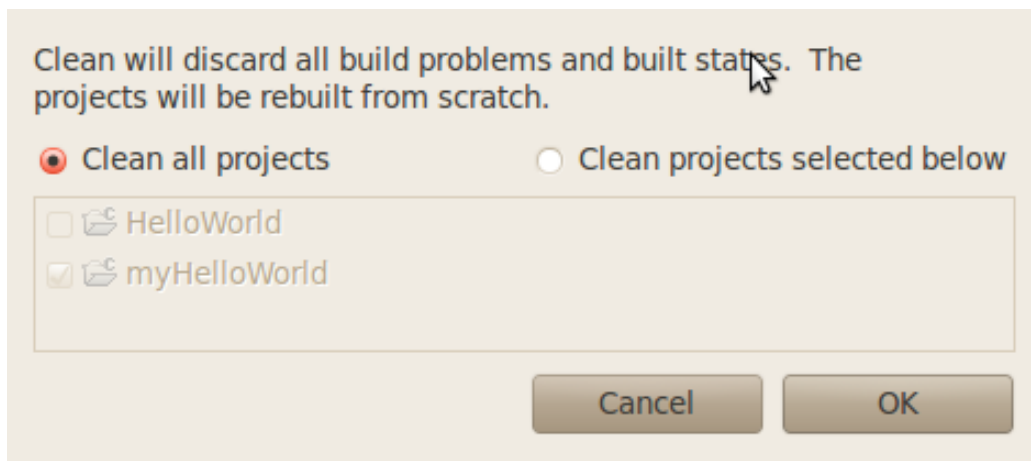 Clean will discard all build problems and built states.  The
projects will be rebuilt from scratch.
Clean all projects
Clean projects selected below
HelloWorld
myHelloWorld
Cancel
OK